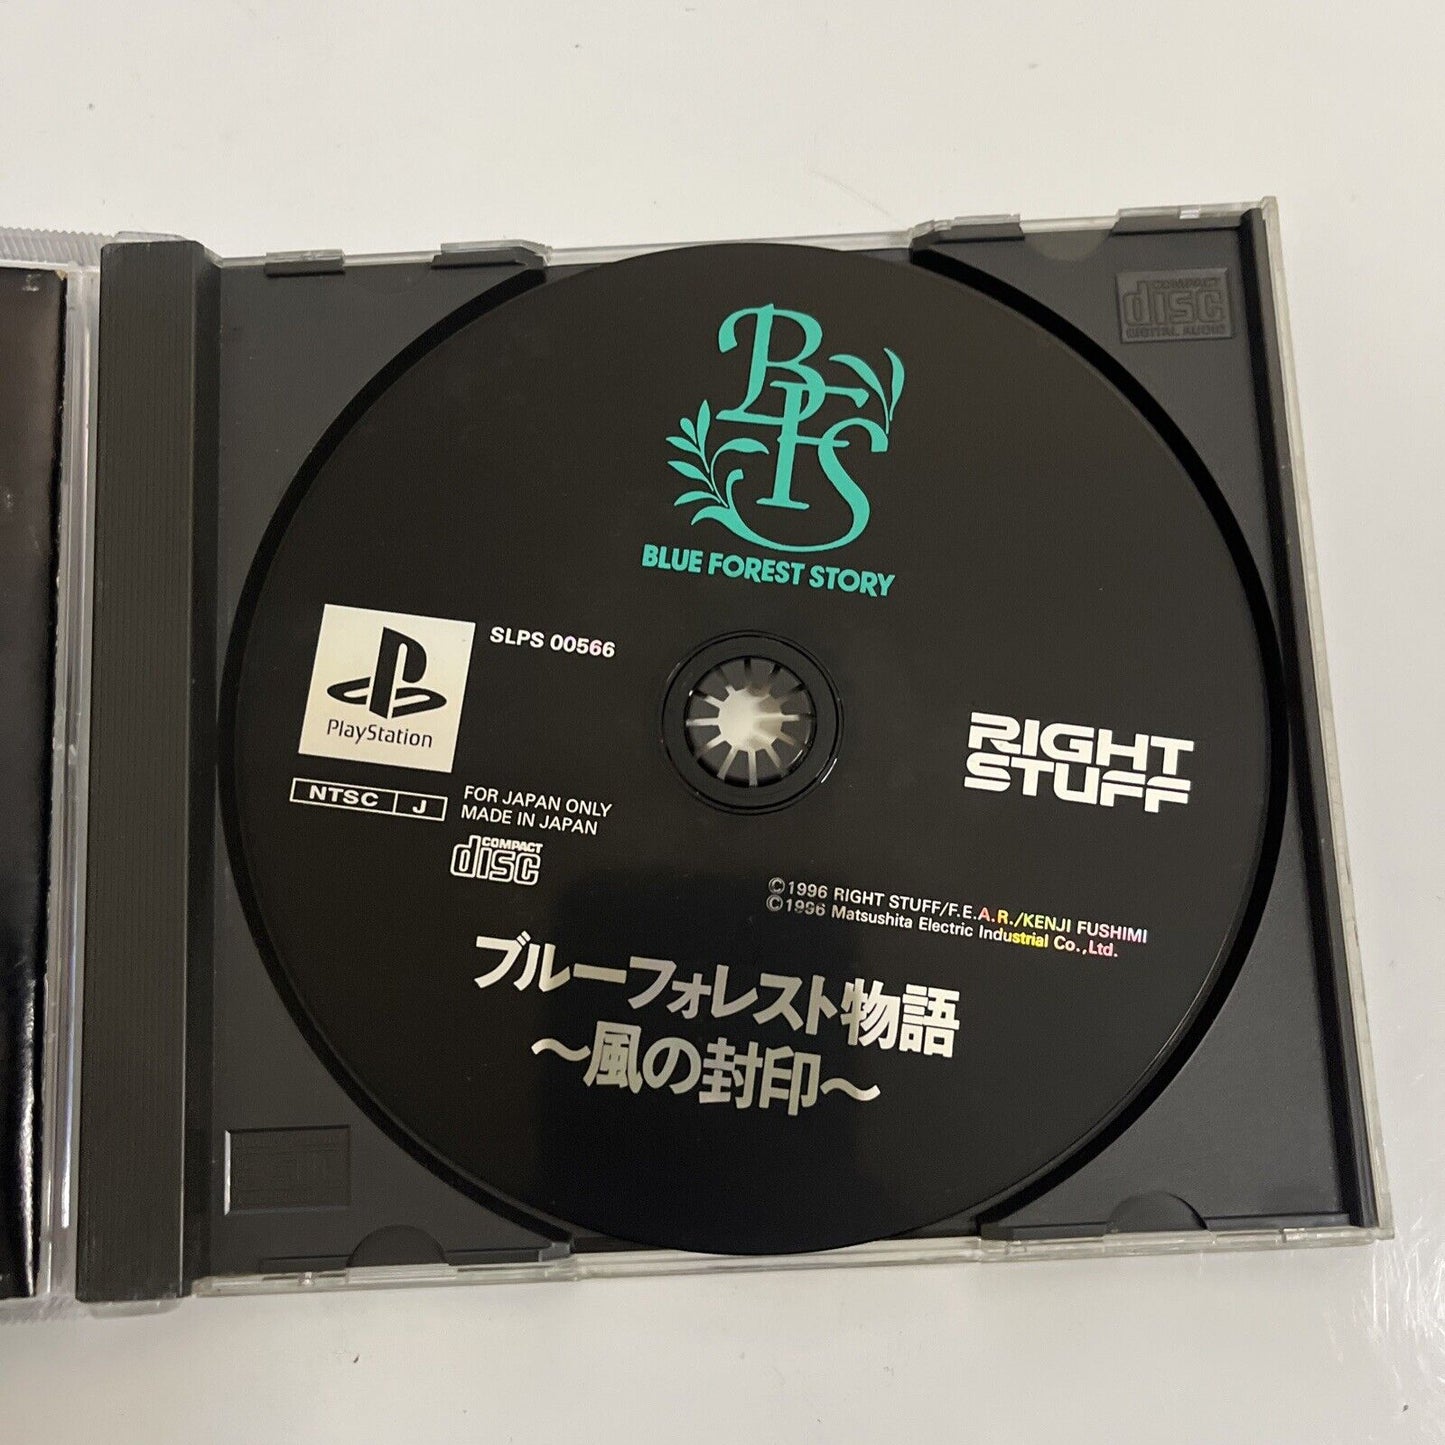 COMPACT
disc
DIGITAL AUDIO
BFS
BLUE FOREST STORY
SLPS 00566
PlayStation
NTSC J
FOR JAPAN ONLY
MADE IN JAPAN
COMPACT
disc
RIGHT
STUFF
©1996 RIGHT STUFF/F.E.A.R./KENJI FUSHIMI
©1996 Matsushita Electric Industrial Co.,Ltd.
ブルーフォレスト物語
～風の封印～